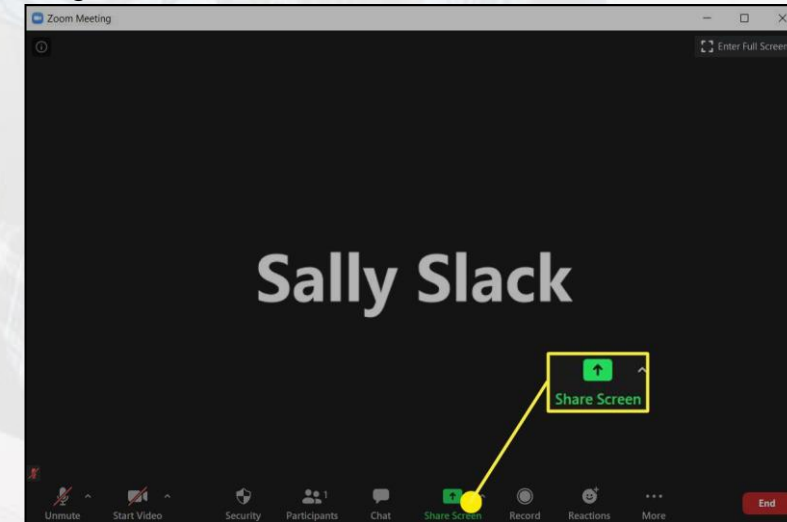 Zoom Meeting
Enter Full Screen
Sally Slack
Share Screen
1
Unmute Start Video Security Participants Chat Share Screen Record Reactions More End